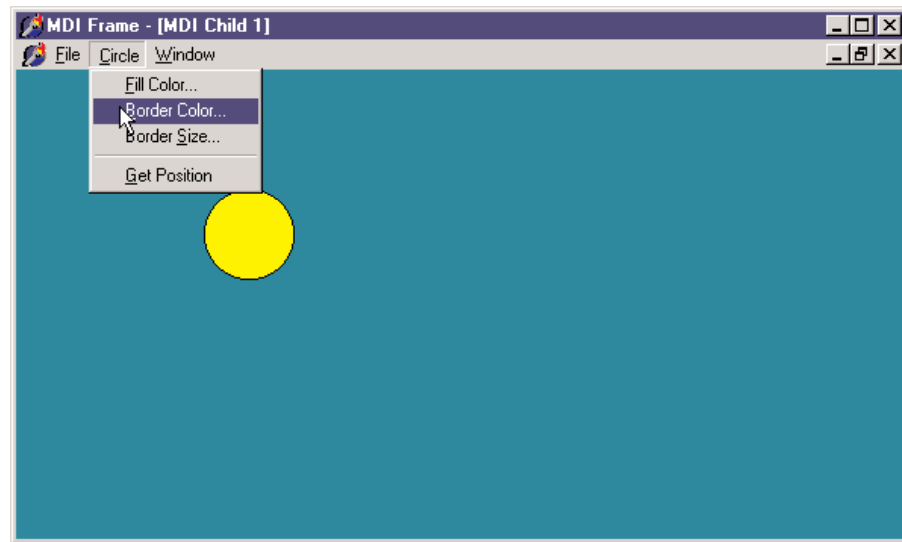 MDI Frame - [MDI Child 1]
File Circle Window
Fill Color...
Border Color...
Border Size...
Get Position